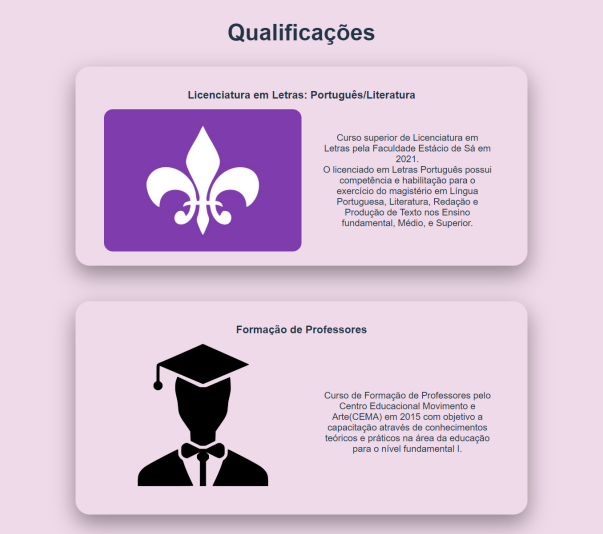 Qualificações
Licenciatura em Letras: Português/Literatura
Curso superior de Licenciatura em
Letras pela Faculdade Estácio de Sá em
2021.
O licenciado em Letras Português possui
competência e habilitação para o
exercício do magistério em Língua
Portuguesa, Literatura, Redação e
Produção de Texto nos Ensino
fundamental, Médio, e Superior.
Formação de Professores
Curso de Formação de Professores pelo
Centro Educacional Movimento e
Arte(CEMA) em 2015 com objetivo a
capacitação através de conhecimentos
teóricos e práticos na área da educação
para o nível fundamental I.